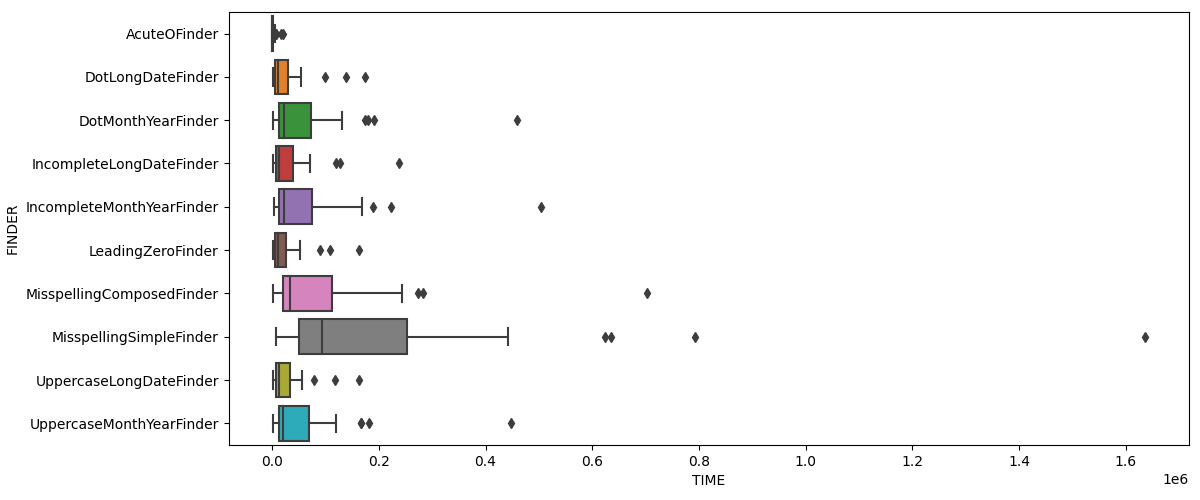 AcuteOFinder
DotLongDateFinder
DotMonthYearFinder
IncompleteLongDateFinder
IncompleteMonthYearFinder
LeadingZeroFinder
MisspellingComposedFinder
MisspellingSimpleFinder
UppercaseLongDateFinder
UppercaseMonthYearFinder
FINDER
0.0 0.2 0.4 0.6 0.8 1.0 1.2 1.4 1.6
1e6
TIME